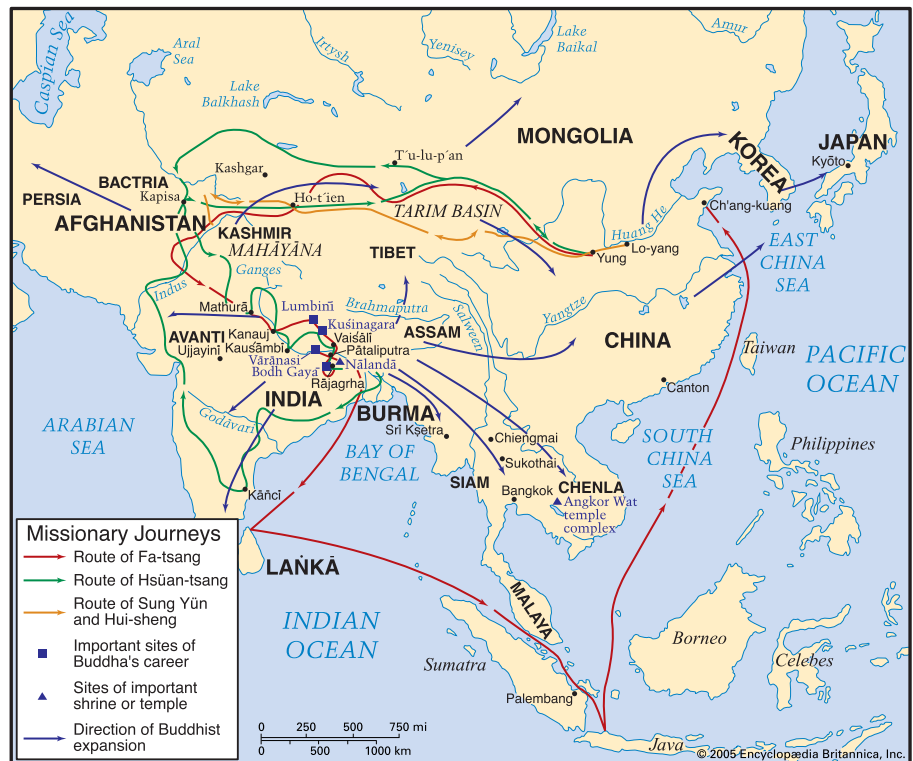 Caspian Sea
Aral
Sea
Irtysh
Yenisey
Lake
Baikal
Amur
Lake
Balkhash
MONGOLIA
KOREA
JAPAN
Kyōto
T´u-lu-p´an
Kashgar
BACTRIA
Kapisa
PERSIA
AFGHANISTAN
Ho-t´ien
TARIM BASIN
KASHMIR
MAHĀYĀNA
Huang He
Ch'ang-kuang
Lo-yang
Yung
TIBET
EAST
CHINA
SEA
Ganges
Indus
Mathurā
Lumbinī
Brahmaputra
Salween
Yangtze
Kuśinagara
AVANTI
Kanauj
Vaiśālī
ASSAM
CHINA
Taiwan
PACIFIC
OCEAN
Ujjayinī
Kauśāmbī
Pāṭaliputra
Vārānasi
Nālandā
Bodh Gaya
Rājagrha
Canton
INDIA
BURMA
Godāvari
Srī Kṣetra
ARABIAN
SEA
BAY OF
BENGAL
Chiengmai
SOUTH
CHINA
SEA
Philippines
Sukothai
SIAM
CHENLA
Bangkok
Angkor Wat
temple
complex
Kāñcī
LAṄKĀ
MALAYA
INDIAN
OCEAN
Borneo
Sumatra
Celebes
Palembang
Java
Missionary Journeys
Route of Fa-tsang
Route of Hsüan-tsang
Route of Sung Yün
and Hui-sheng
Important sites of
Buddha's career
Sites of important
shrine or temple
Direction of Buddhist
expansion
0 250 500 750 mi
0 500 1000 km
© 2005 Encyclopædia Britannica, Inc.